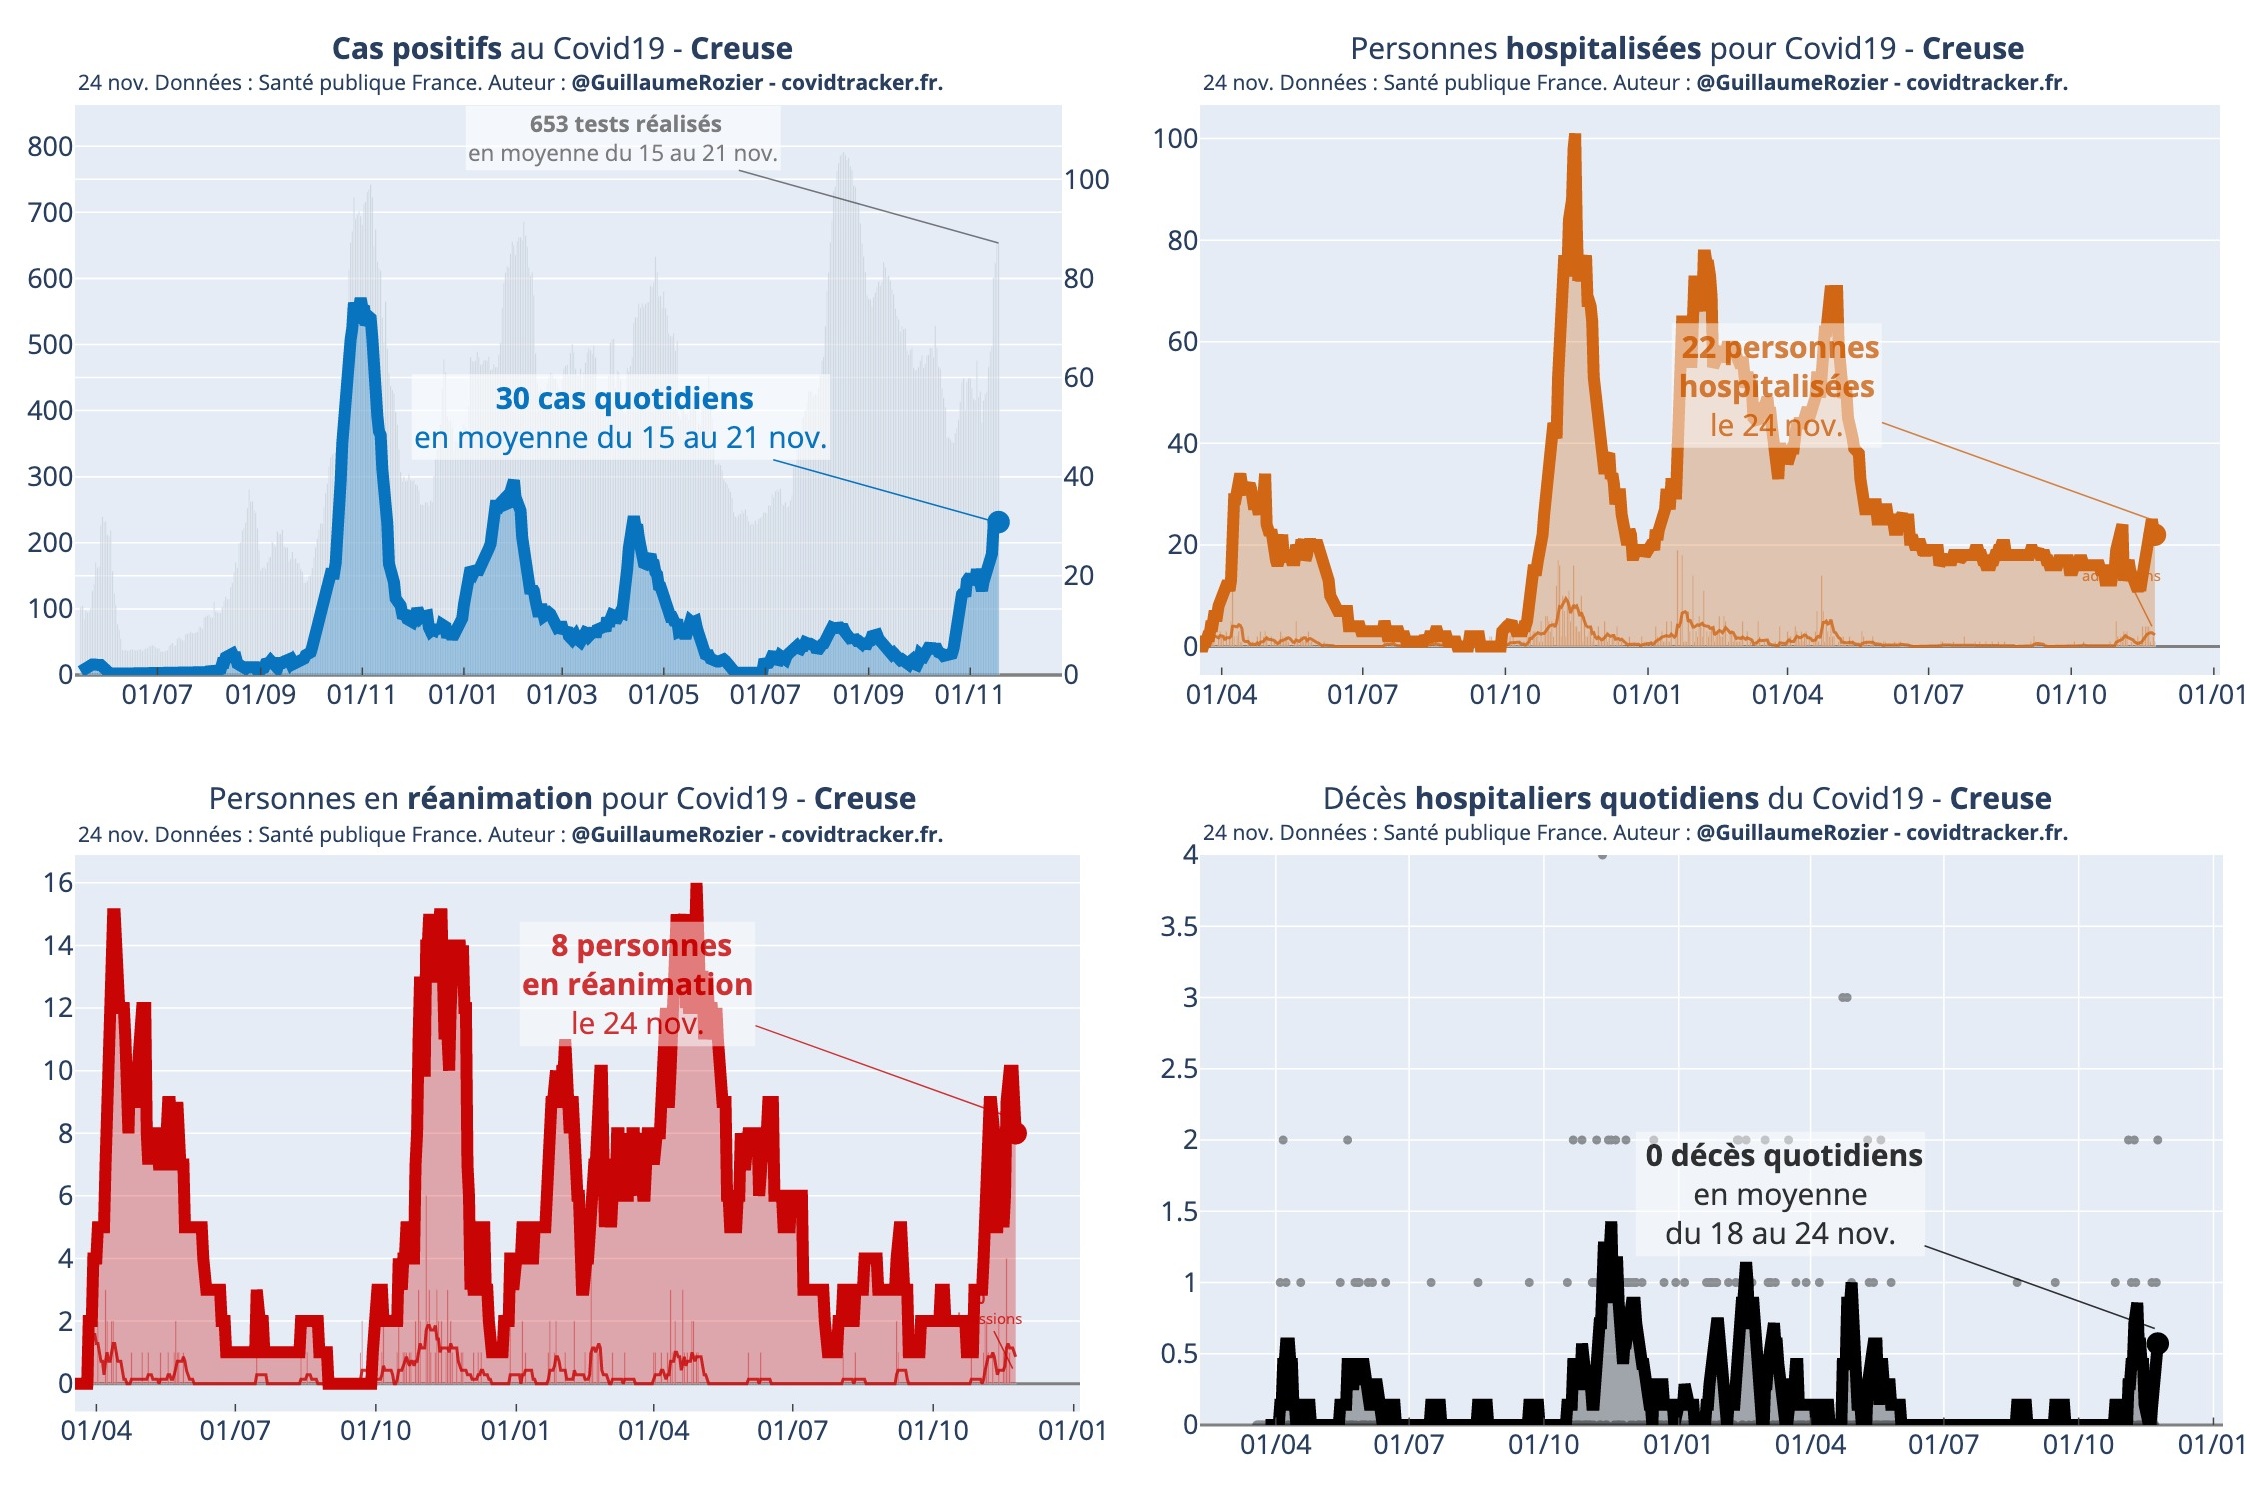 Cas positifs au Covid19 - Creuse
24 nov. Données : Santé publique France. Auteur : @GuillaumeRozier - covidtracker.fr.
653 tests réalisés
en moyenne du 15 au 21 nov.
30 cas quotidiens
en moyenne du 15 au 21 nov.
800
700
600
500
400
300
200
100
0
100
80
60
40
20
0
01/07 01/09 01/11 01/01 01/03 01/05 01/07 01/09 01/11
Personnes hospitalisées pour Covid19 - Creuse
24 nov. Données : Santé publique France. Auteur : @GuillaumeRozier - covidtracker.fr.
100
80
60
40
20
0
22 personnes
hospitalisées
le 24 nov.
01/04 01/07 01/10 01/01 01/04 01/07 01/10 01/01
Personnes en réanimation pour Covid19 - Creuse
24 nov. Données : Santé publique France. Auteur : @GuillaumeRozier - covidtracker.fr.
16
14
12
10
8
6
4
2
0
8 personnes
en réanimation
le 24 nov.
01/04 01/07 01/10 01/01 01/04 01/07 01/10 01/01
Décès hospitaliers quotidiens du Covid19 - Creuse
24 nov. Données : Santé publique France. Auteur : @GuillaumeRozier - covidtracker.fr.
4
3.5
3
2.5
2
1.5
1
0.5
0
0 décès quotidiens
en moyenne
du 18 au 24 nov.
01/04 01/07 01/10 01/01 01/04 01/07 01/10 01/01